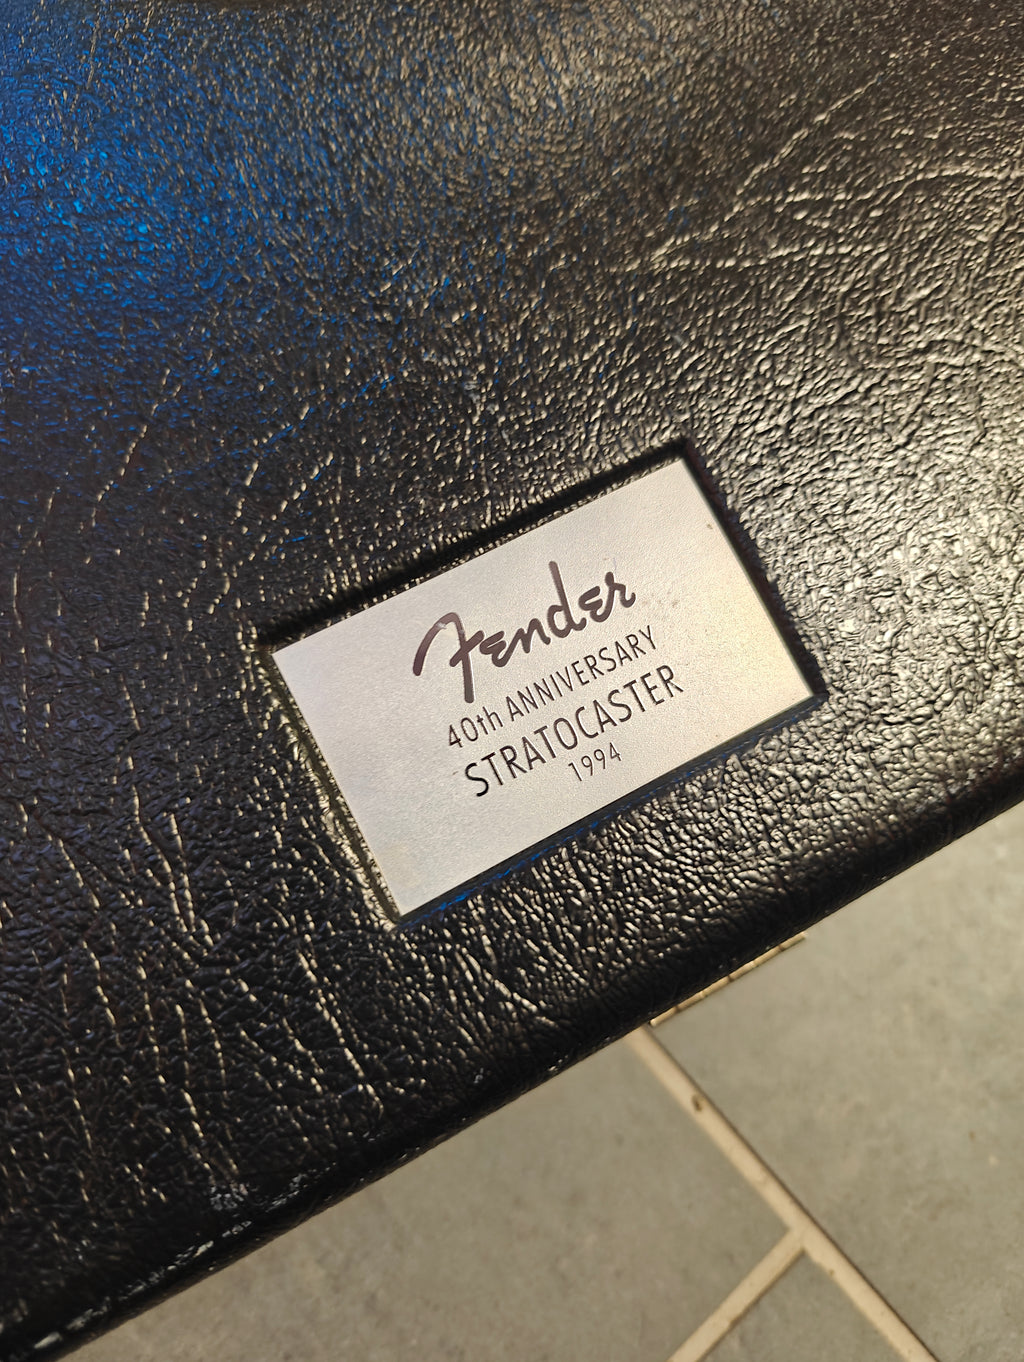 Fender
40th ANNIVERSARY
STRATOCASTER
1994